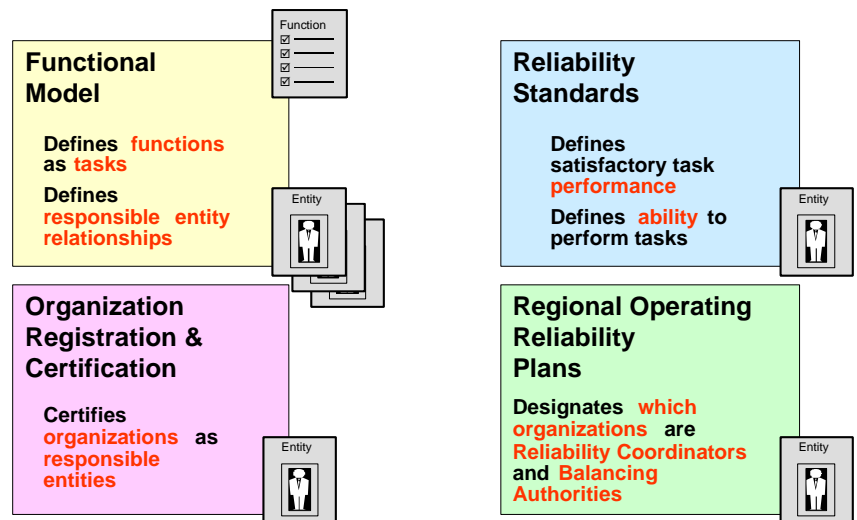 Function
Functional
Model
Defines functions
as tasks
Defines
responsible entity
relationships
Entity
Reliability
Standards
Defines
satisfactory task
performance
Defines ability to
perform tasks
Entity
Organization
Registration &
Certification
Certifies
organizations as
responsible
entities
Entity
Regional Operating
Reliability
Plans
Designates which
organizations are
Reliability Coordinators
and Balancing
Authorities
Entity